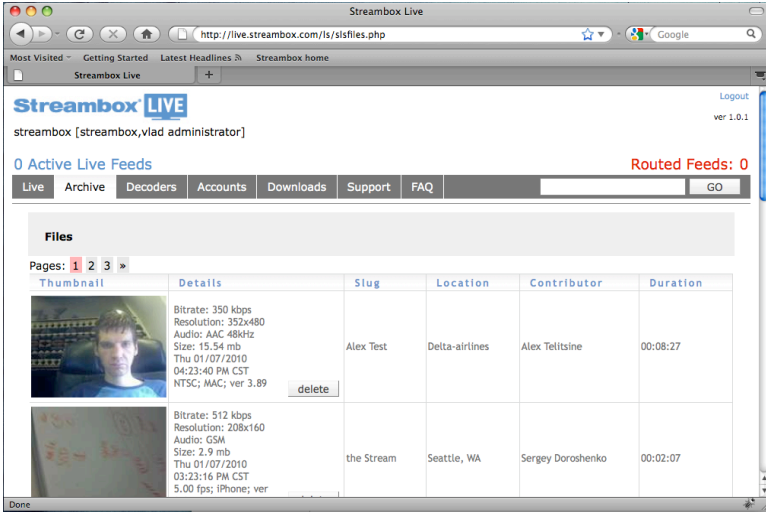 Streambox Live
http://live.streambox.com/ls/slsfiles.php
Google
Most Visited Getting Started Latest Headlines Streambox home
Streambox Live +
Streambox LIVE
Logout
streambox [streambox,vlad administrator]
ver 1.0.1
0 Active Live Feeds
Routed Feeds: 0
Live Archive Decoders Accounts Downloads Support FAQ GO
Files
Pages: 1 2 3 »
Thumbnail Details Slug Location Contributor Duration
Bitrate: 350 kbps
Resolution: 352x480
Audio: AAC 48kHz
Size: 15.54 mb
Thu 01/07/2010
04:23:40 PM CST
NTSC; MAC; ver 3.89
delete
Alex Test
Delta-airlines
Alex Telitsine
00:08:27
Bitrate: 512 kbps
Resolution: 208x160
Audio: GSM
Size: 2.9 mb
Thu 01/07/2010
03:23:16 PM CST
5.00 fps; iPhone; ver
the Stream
Seattle, WA
Sergey Doroshenko
00:02:07
Done